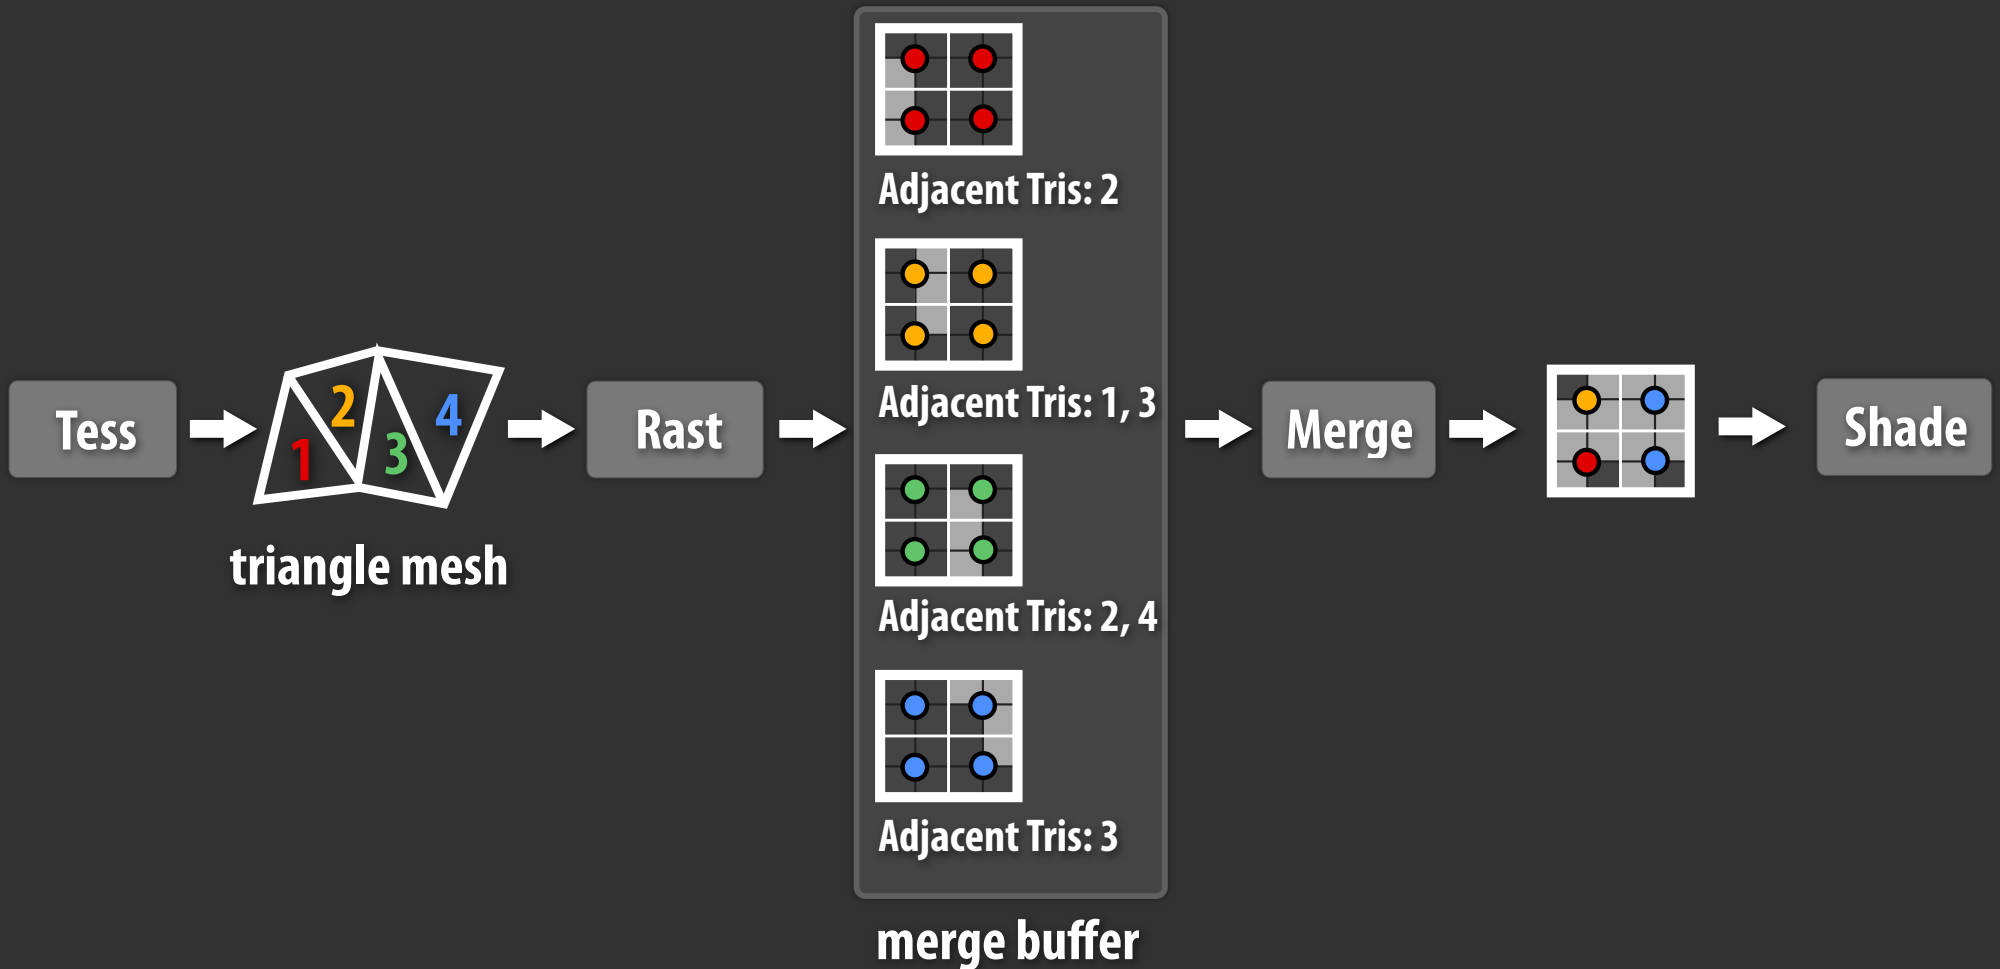 Tess
1
2
3
4
triangle mesh
Rast
Adjacent Tris: 2
Adjacent Tris: 1, 3
Adjacent Tris: 2, 4
Adjacent Tris: 3
merge buffer
Merge
Shade